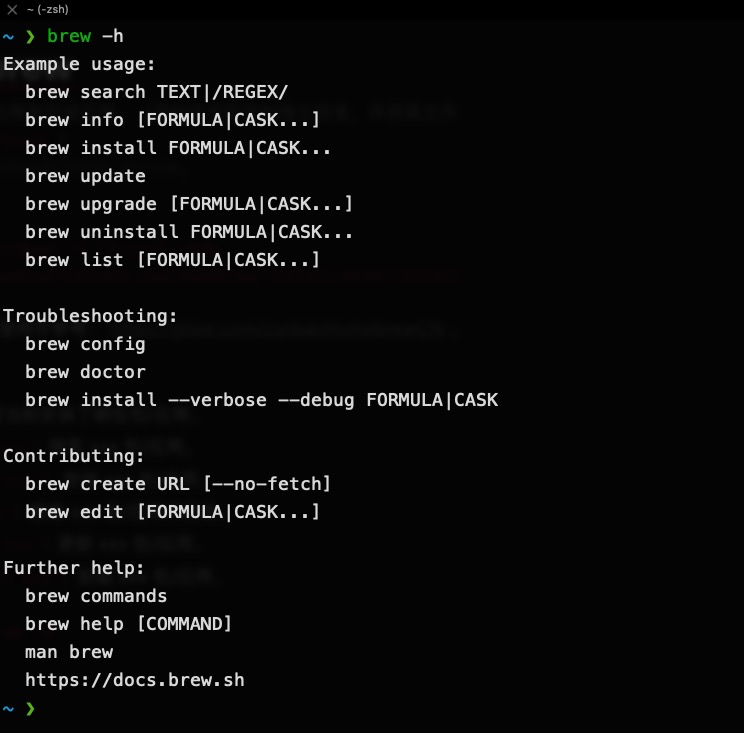 ~ (-zsh)
~ ❯ brew -h
Example usage:
  brew search TEXT|/REGEX/
  brew info [FORMULA|CASK...]
  brew install FORMULA|CASK...
  brew update
  brew upgrade [FORMULA|CASK...]
  brew uninstall FORMULA|CASK...
  brew list [FORMULA|CASK...]

Troubleshooting:
  brew config
  brew doctor
  brew install --verbose --debug FORMULA|CASK

Contributing:
  brew create URL [--no-fetch]
  brew edit [FORMULA|CASK...]

Further help:
  brew commands
  brew help [COMMAND]
  man brew
  https://docs.brew.sh
~ ❯